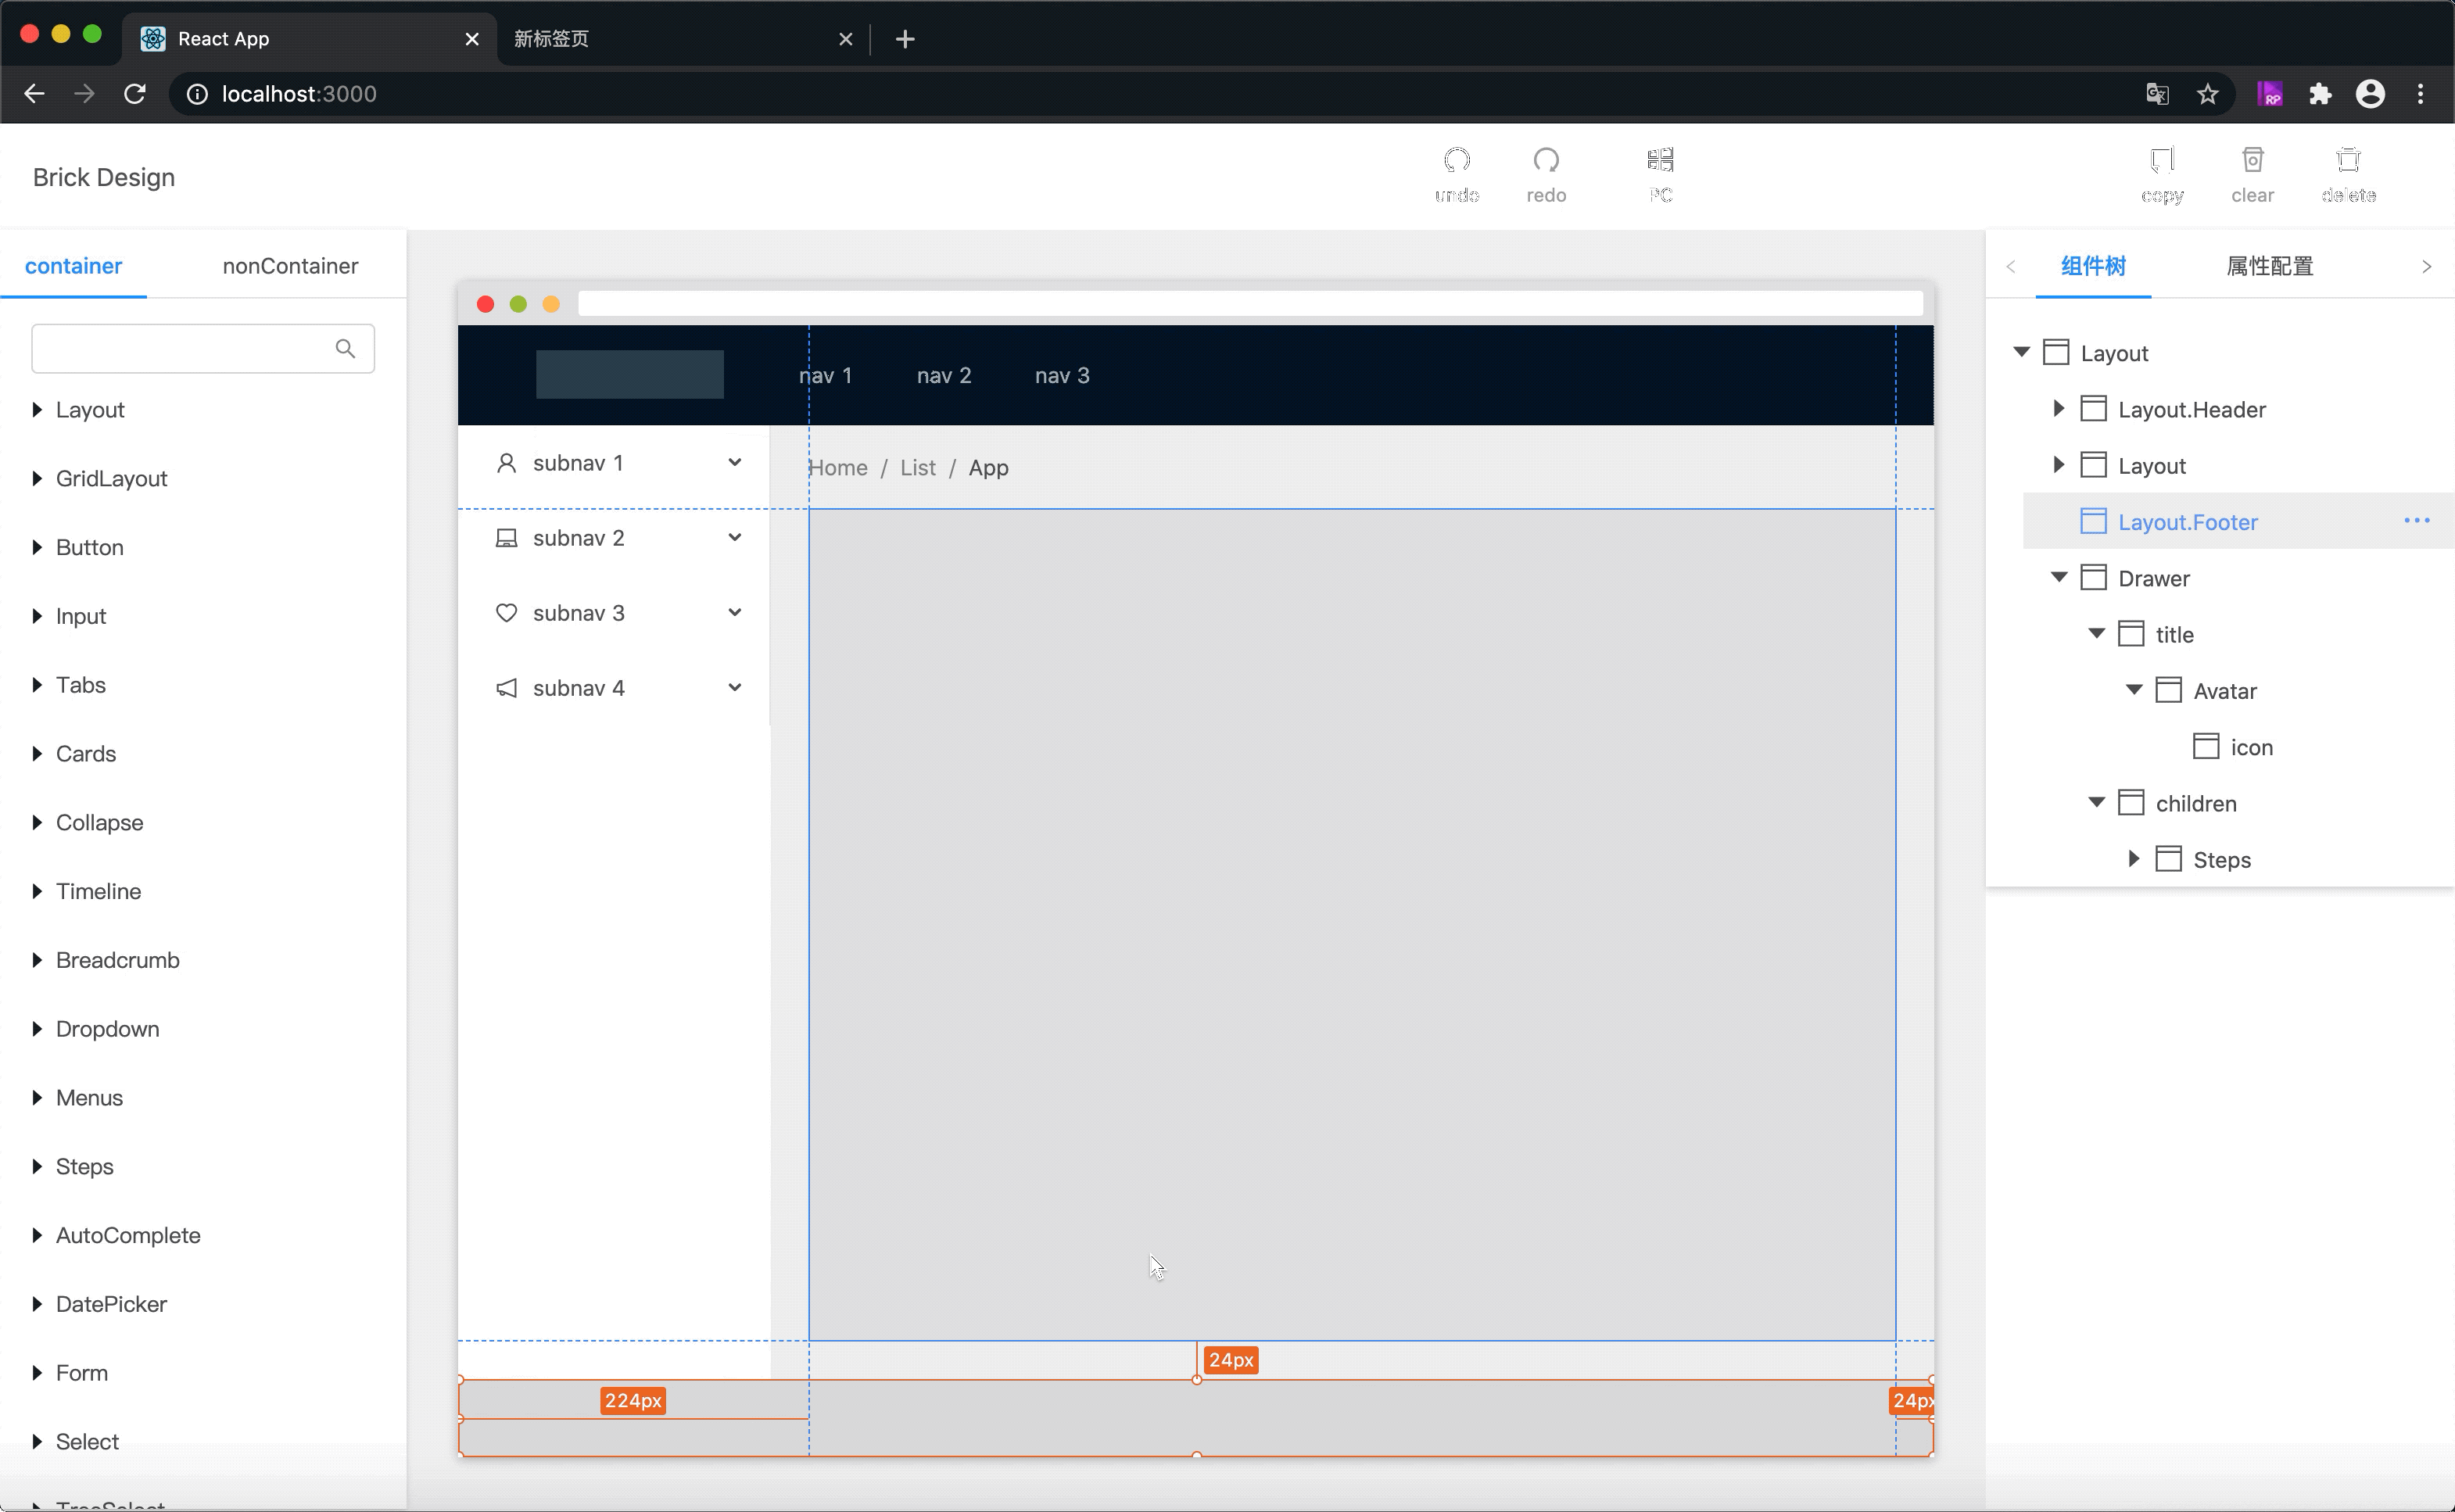 React App
新标签页
localhost:3000
RP
Brick Design
undo
redo
PC
copy
clear
delete
container
nonContainer
Layout
GridLayout
Button
Input
Tabs
Cards
Collapse
Timeline
Breadcrumb
Dropdown
Menus
Steps
AutoComplete
DatePicker
Form
Select
TreeSelect
nav 1
nav 2
nav 3
subnav 1
subnav 2
subnav 3
subnav 4
Home / List / App
24px
224px
24px
组件树
属性配置
Layout
Layout.Header
Layout
Layout.Footer
Drawer
title
Avatar
icon
children
Steps